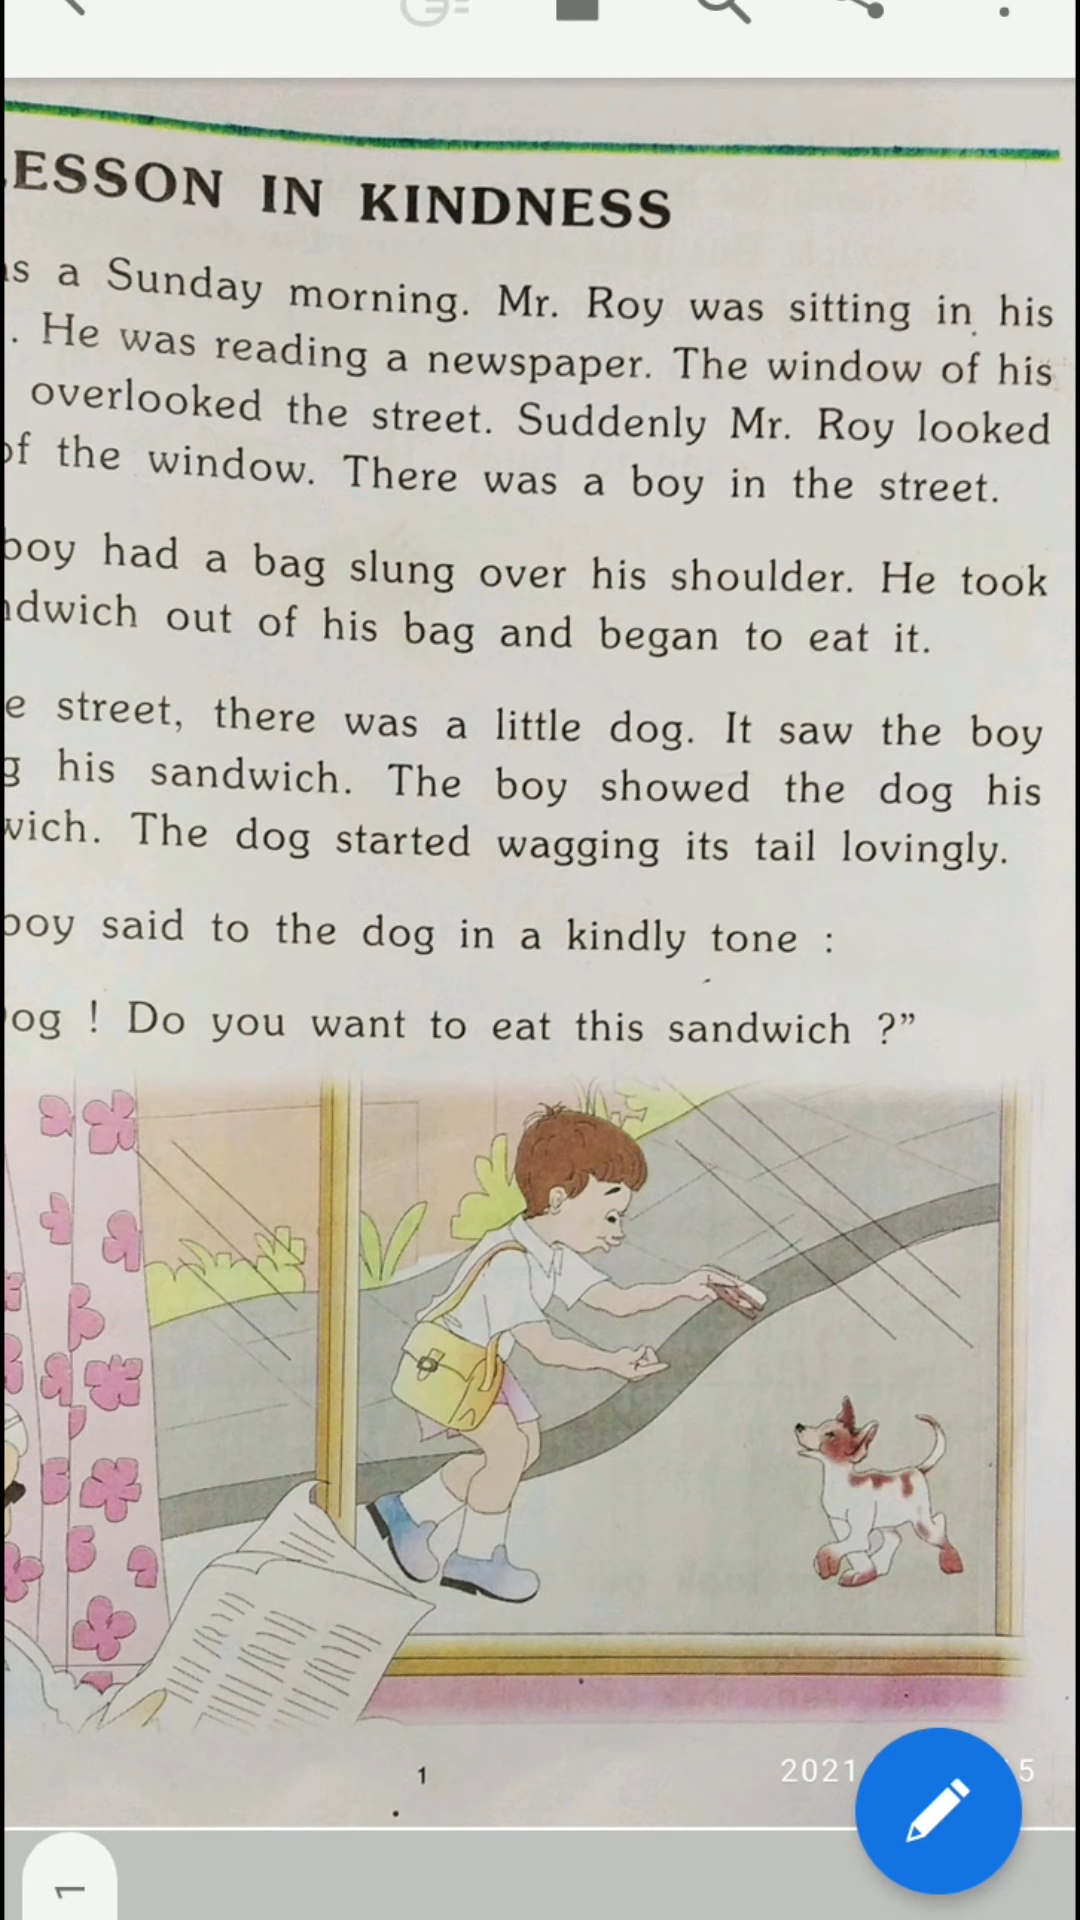 ESSON IN KINDNESS
s a Sunday morning. Mr. Roy was sitting in his
. He was reading a newspaper. The window of his
overlooked the street. Suddenly Mr. Roy looked
of the window. There was a boy in the street.
boy had a bag slung over his shoulder. He took
dwich out of his bag and began to eat it.
e street, there was a little dog. It saw the boy
g his sandwich. The boy showed the dog his
wich. The dog started wagging its tail lovingly.
boy said to the dog in a kindly tone :
og ! Do you want to eat this sandwich ?”
1
2021 5
1